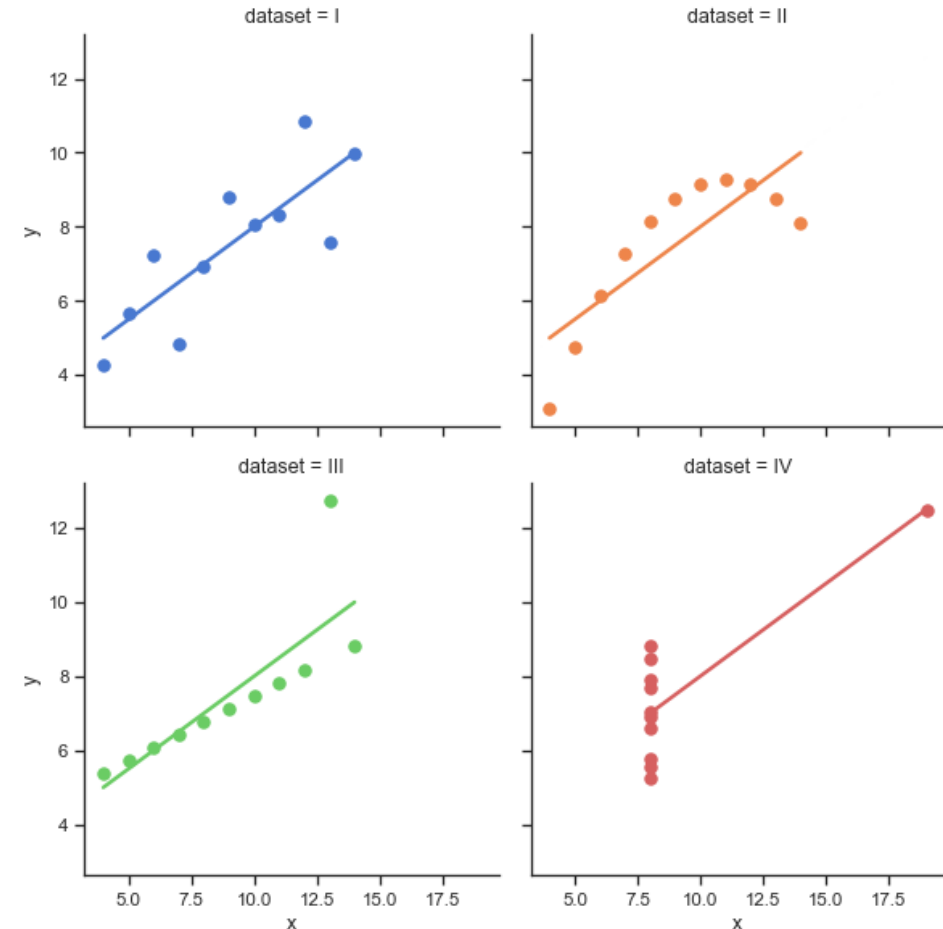 dataset = I
dataset = II
12
10
8
6
4
y
dataset = III
dataset = IV
12
10
8
6
4
y
5.0 7.5 10.0 12.5 15.0 17.5
5.0 7.5 10.0 12.5 15.0 17.5
x
x